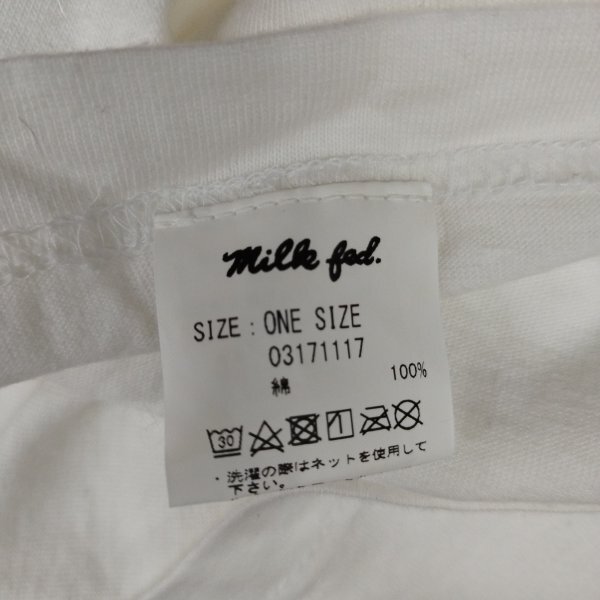 Milk fed.
SIZE : ONE SIZE
03171117
綿 100%
30
・洗濯の際はネットを使用して
下さい。